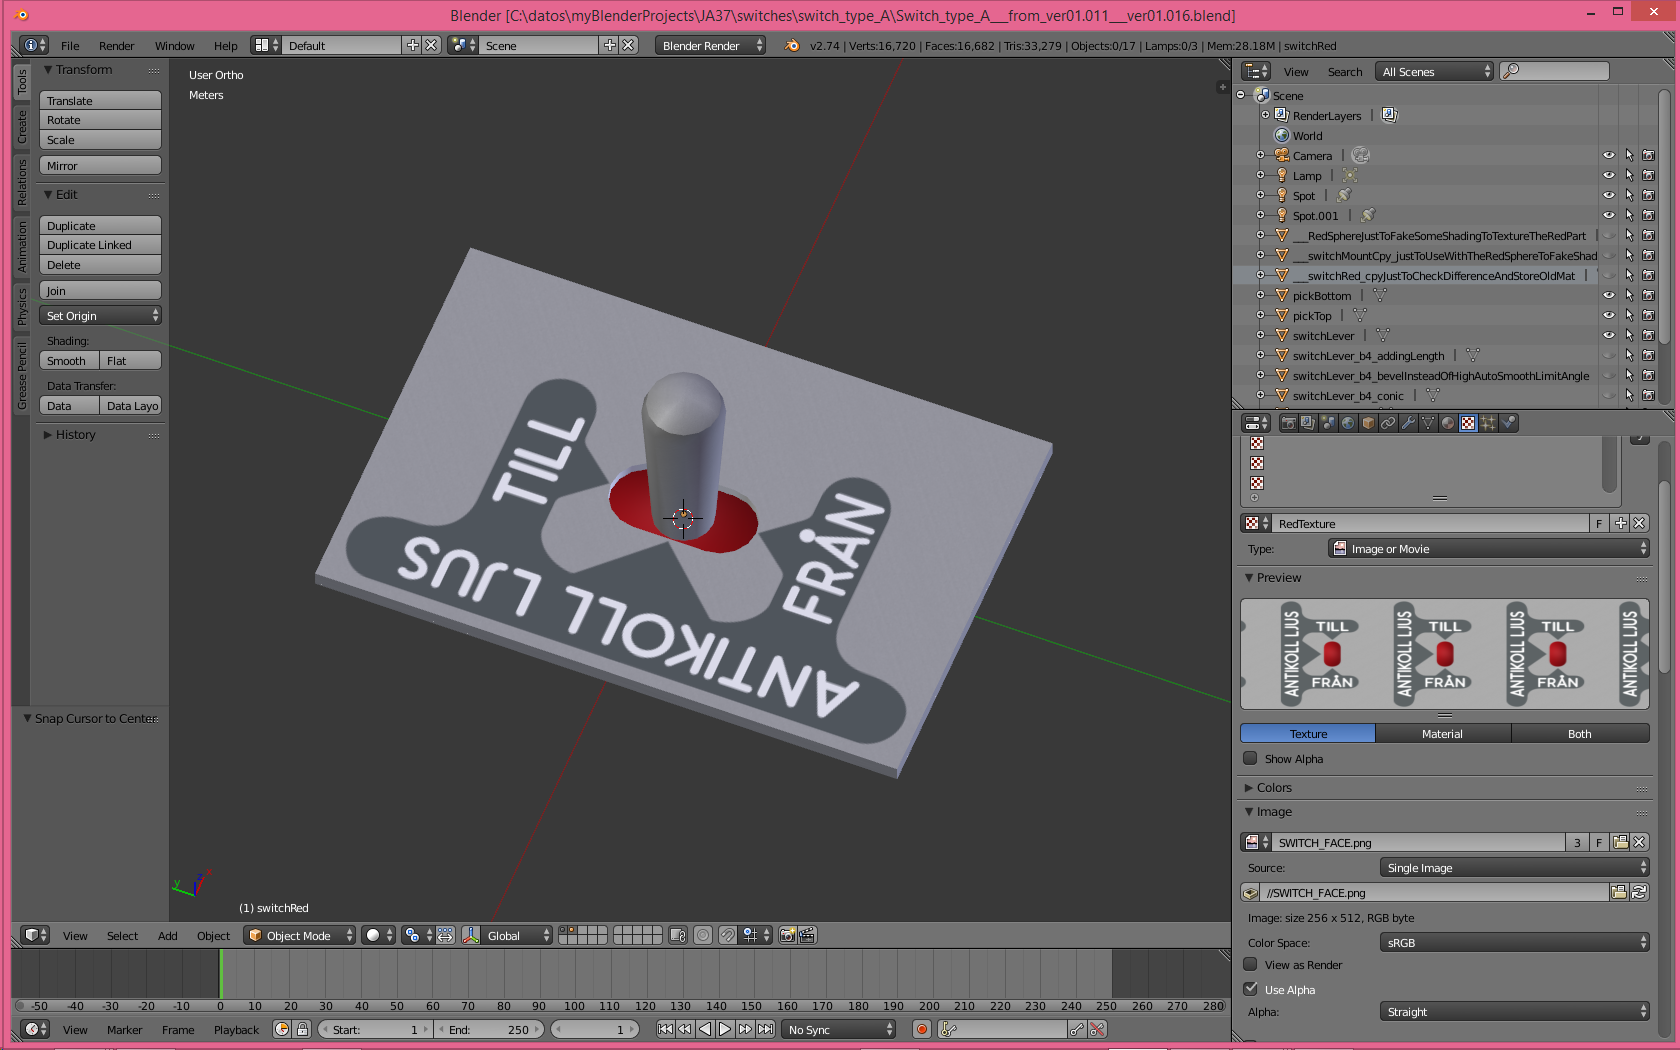 Blender [C:\datos\myBlenderProjects\JA37\switches\switch_type_A\Switch_type_A___from_ver01.011___ver01.016.blend]
File Render Window Help Default Scene Blender Render v2.74 | Verts:16,720 | Faces:16,682 | Tris:33,279 | Objects:0/17 | Lamps:0/3 | Mem:28.18M | switchRed
Tools
Create
Relations
Animation
Physics
Grease Pencil
Transform
Translate
Rotate
Scale
Mirror
Edit
Duplicate
Duplicate Linked
Delete
Join
Set Origin
Shading:
Smooth Flat
Data Transfer:
Data Data Layo
History
Snap Cursor to Center
User Ortho
Meters
TILL
FRÅN
ANTIKOLL LJUS
y z
(1) switchRed
View Select Add Object Object Mode Global
-50 -40 -30 -20 -10 0 10 20 30 40 50 60 70 80 90 100 110 120 130 140 150 160 170 180 190 200 210 220 230 240 250 260 270 280
View Marker Frame Playback Start: 1 End: 250 1 No Sync
View Search All Scenes
Scene
RenderLayers |
World
Camera |
Lamp |
Spot |
Spot.001 |
___RedSphereJustToFakeSomeShadingToTextureTheRedPart |
___switchMountCpy_justToUseWithTheRedSphereToFakeShad
___switchRed_cpyJustToCheckDifferenceAndStoreOldMat |
pickBottom |
pickTop |
switchLever |
switchLever_b4_addingLength |
switchLever_b4_bevelInsteadOfHighAutoSmoothLimitAngle
switchLever_b4_conic |
RedTexture F
Type: Image or Movie
Preview
ANTIKOLL LJUS TILL FRÅN
ANTIKOLL LJUS TILL FRÅN
ANTIKOLL LJUS TILL FRÅN
ANTIKOLL LJUS
Texture Material Both
Show Alpha
Colors
Image
SWITCH_FACE.png 3 F
Source: Single Image
//SWITCH_FACE.png
Image: size 256 x 512, RGB byte
Color Space: sRGB
View as Render
Use Alpha
Alpha: Straight